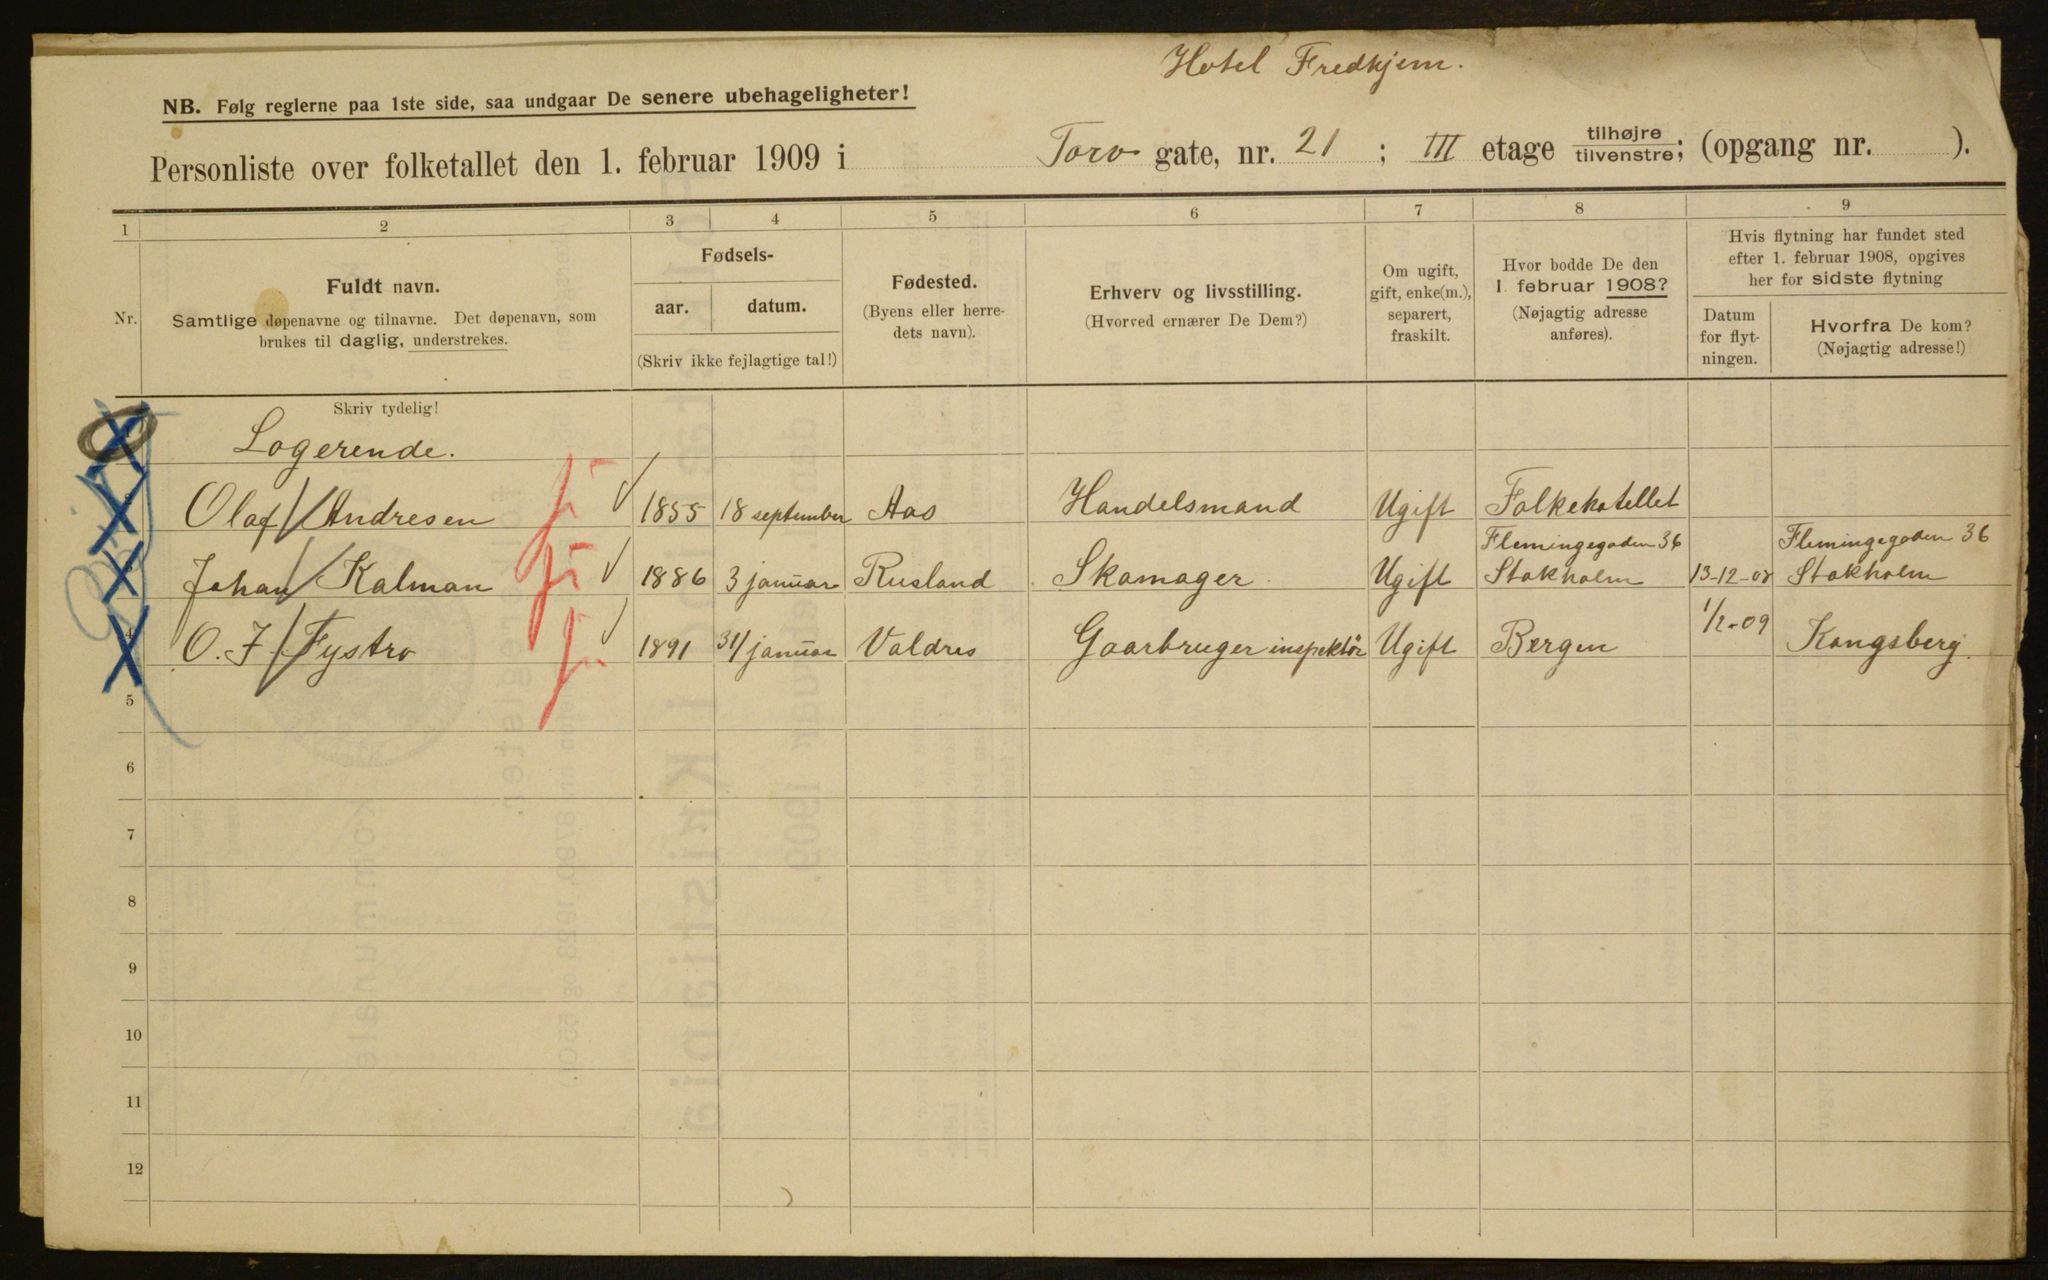 Hotel Fredhjem.
NB. Følg reglerne paa 1ste side, saa undgaar De senere ubehageligheter!
Personliste over folketallet den 1. februar 1909 i Torv gate, nr. 21 ; III etage tilhøjre tilvenstre; (opgang nr. ).
1 2 3 4 5 6 7 8 9
Nr.
Fuldt navn.
Samtlige døpenavne og tilnavne. Det døpenavn, som
brukes til daglig, understrekes.
Fødsels-
aar. datum.
(Skriv ikke fejlagtige tal!)
Fødested.
(Byens eller herre-
dets navn).
Erhverv og livsstilling.
(Hvorved ernærer De Dem?)
Om ugift,
gift, enke(m.),
separert,
fraskilt.
Hvor bodde De den
1. februar 1908?
(Nøjagtig adresse
anføres).
Hvis flytning har fundet sted
efter 1. februar 1908, opgives
her for sidste flytning
Datum
for flyt-
ningen.
Hvorfra De kom?
(Nøjagtig adresse!)
Skriv tydelig!
Logerende.
Olaf Andresen 1855 18 september Aas Handelsmand Ugift Folkehotellet
Flemingegaden 36 Flemingegaden 36
Johan Kalman 1886 3 januar Rusland Skomager Ugift Stokholm 13-12-08 Stokholm
4 O. J. Fystro 1891 31/ januar Valdres Gaarbruger inspektör Ugift Bergen 1/2-09 Kongsberg.
5
6
7
8
9
10
11
12